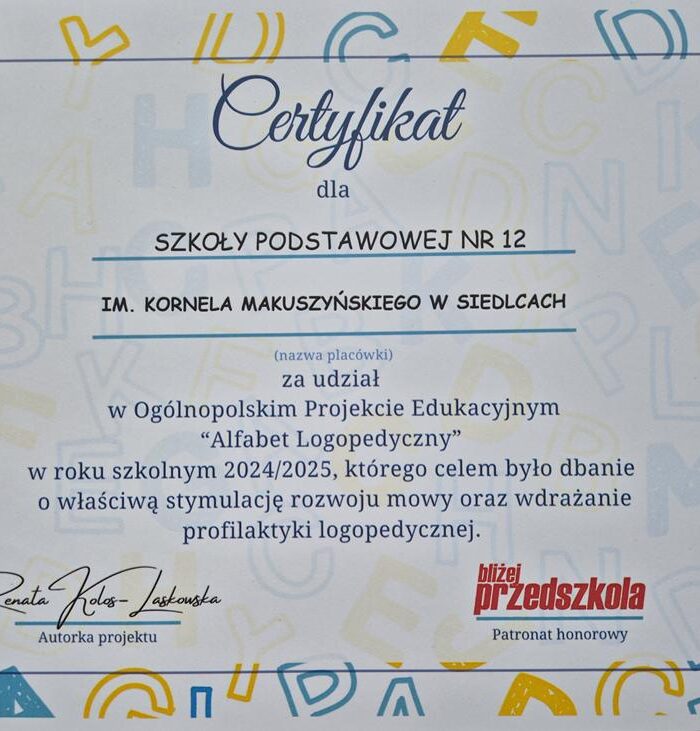 Certyfikat
dla
SZKOŁY PODSTAWOWEJ NR 12
IM. KORNELA MAKUSZYŃSKIEGO W SIEDLCACH
(nazwa placówki)
za udział
w Ogólnopolskim Projekcie Edukacyjnym
“Alfabet Logopedyczny”
w roku szkolnym 2024/2025, którego celem było dbanie
o właściwą stymulację rozwoju mowy oraz wdrażanie
profilaktyki logopedycznej.
Renata Kołos-Laskowska
Autorka projektu
bliżej
przedszkola
Patronat honorowy